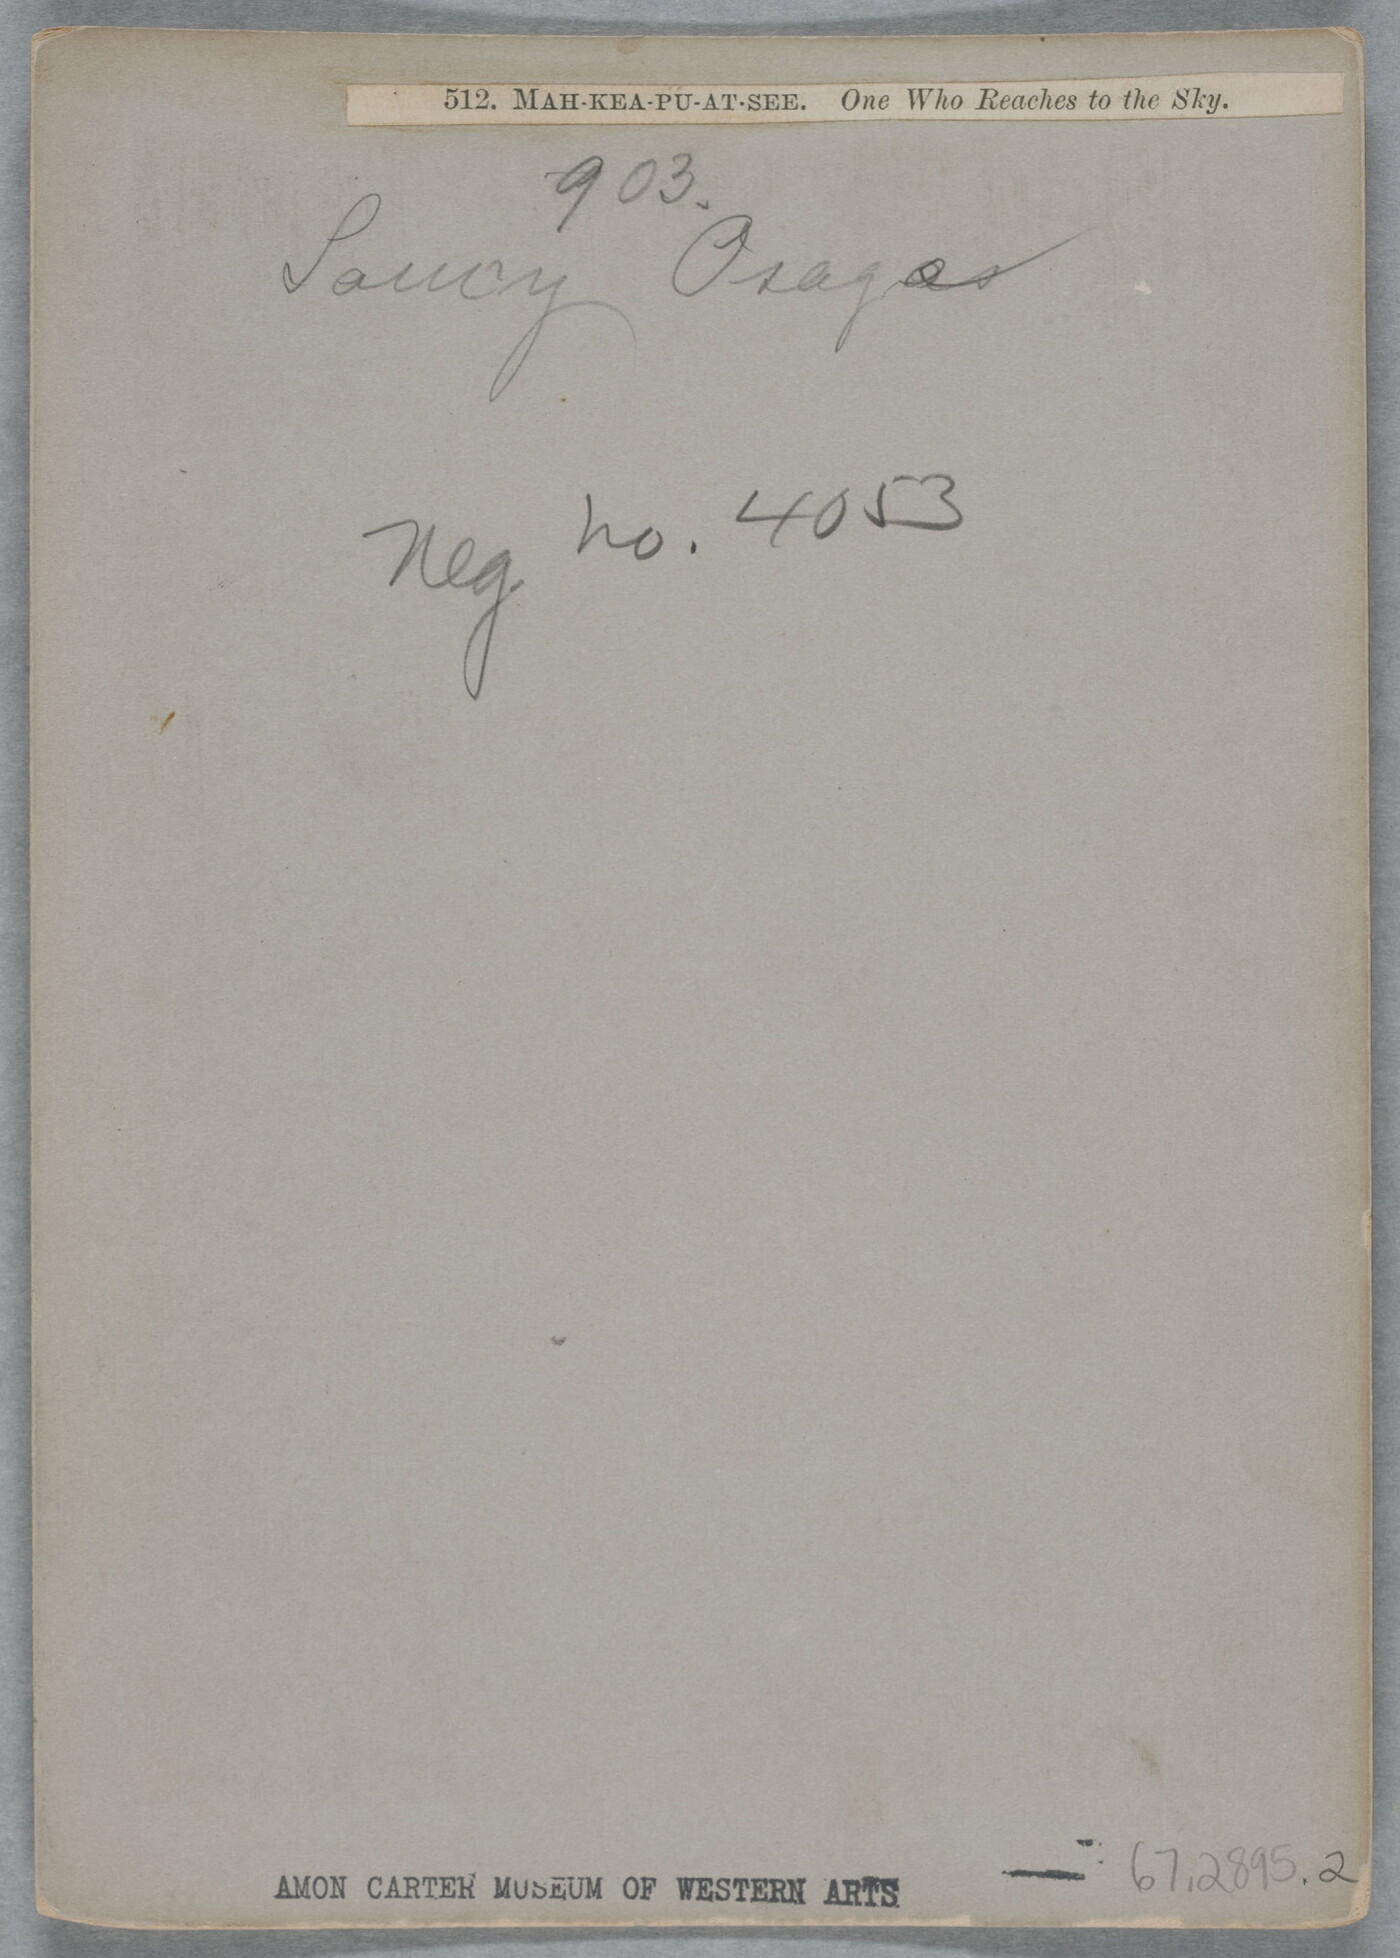 512. MAH-KEA-PU-AT-SEE. One Who Reaches to the Sky.
903.
Saucy Osages
Neg. no. 4053
AMON CARTER MUSEUM OF WESTERN ARTS
67.2895.2